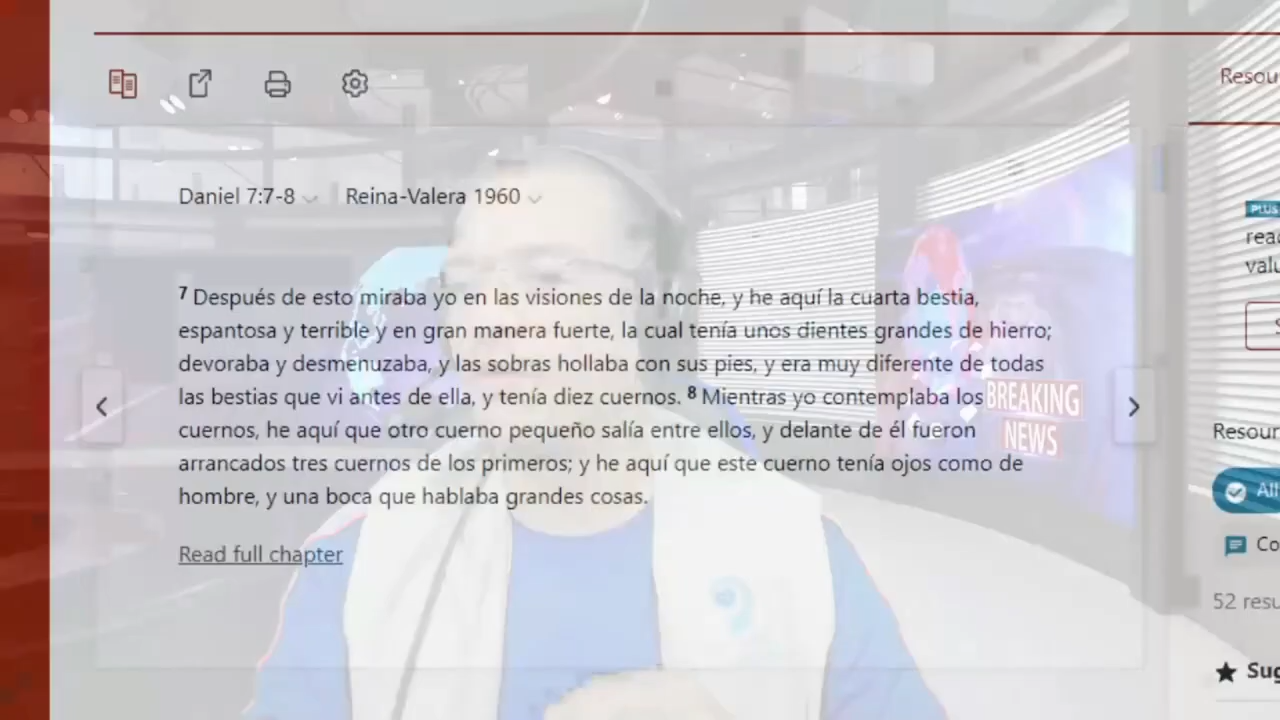 Resou
Daniel 7:7-8 Reina-Valera 1960
PLUS
7 Después de esto miraba yo en las visiones de la noche, y he aquí la cuarta bestia,
espantosa y terrible y en gran manera fuerte, la cual tenía unos dientes grandes de hierro;
devoraba y desmenuzaba, y las sobras hollaba con sus pies, y era muy diferente de todas
las bestias que vi antes de ella, y tenía diez cuernos. 8 Mientras yo contemplaba los
cuernos, he aquí que otro cuerno pequeño salía entre ellos, y delante de él fueron
arrancados tres cuernos de los primeros; y he aquí que este cuerno tenía ojos como de
hombre, y una boca que hablaba grandes cosas.
Read full chapter
BREAKING
NEWS
valu
Resour
All
Co
52 resu
Sug